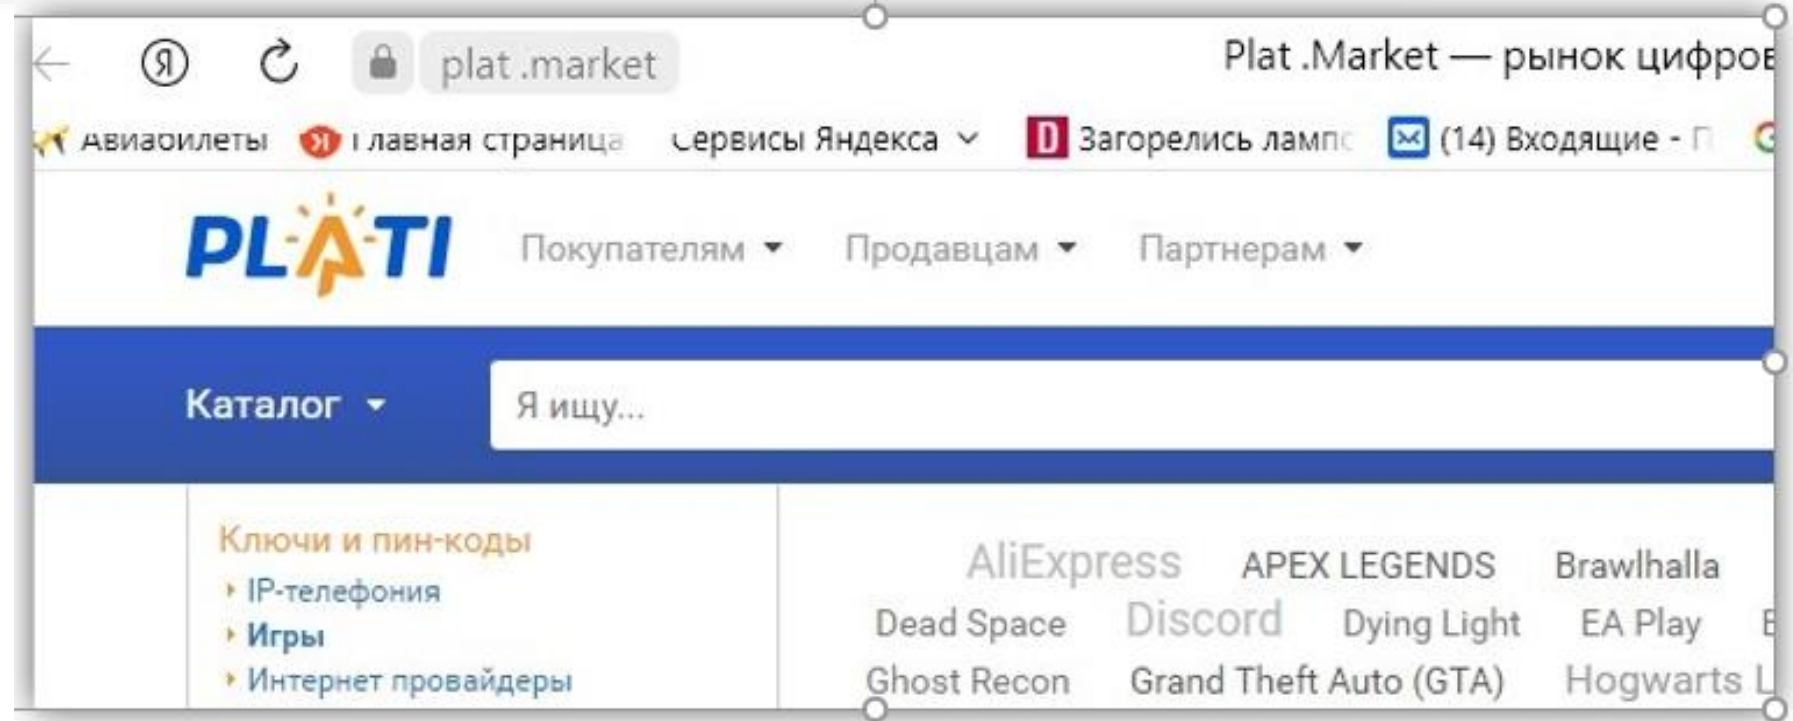 Я plat .market Plat .Market — рынок цифров
Авиабилеты Главная страница Сервисы Яндекса D Загорелись лампо (14) Входящие - П
PLATI Покупателям Продавцам Партнерам
Каталог Я ищу...
Ключи и пин-коды
IP-телефония
Игры
Интернет провайдеры
AliExpress APEX LEGENDS Brawlhalla
Dead Space Discord Dying Light EA Play
Ghost Recon Grand Theft Auto (GTA) Hogwarts L